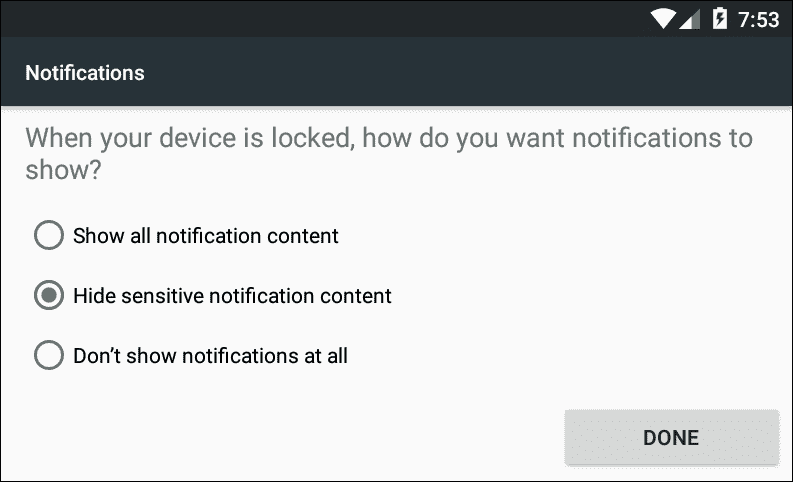 7:53
Notifications
When your device is locked, how do you want notifications to
show?
Show all notification content
Hide sensitive notification content
Don’t show notifications at all
DONE